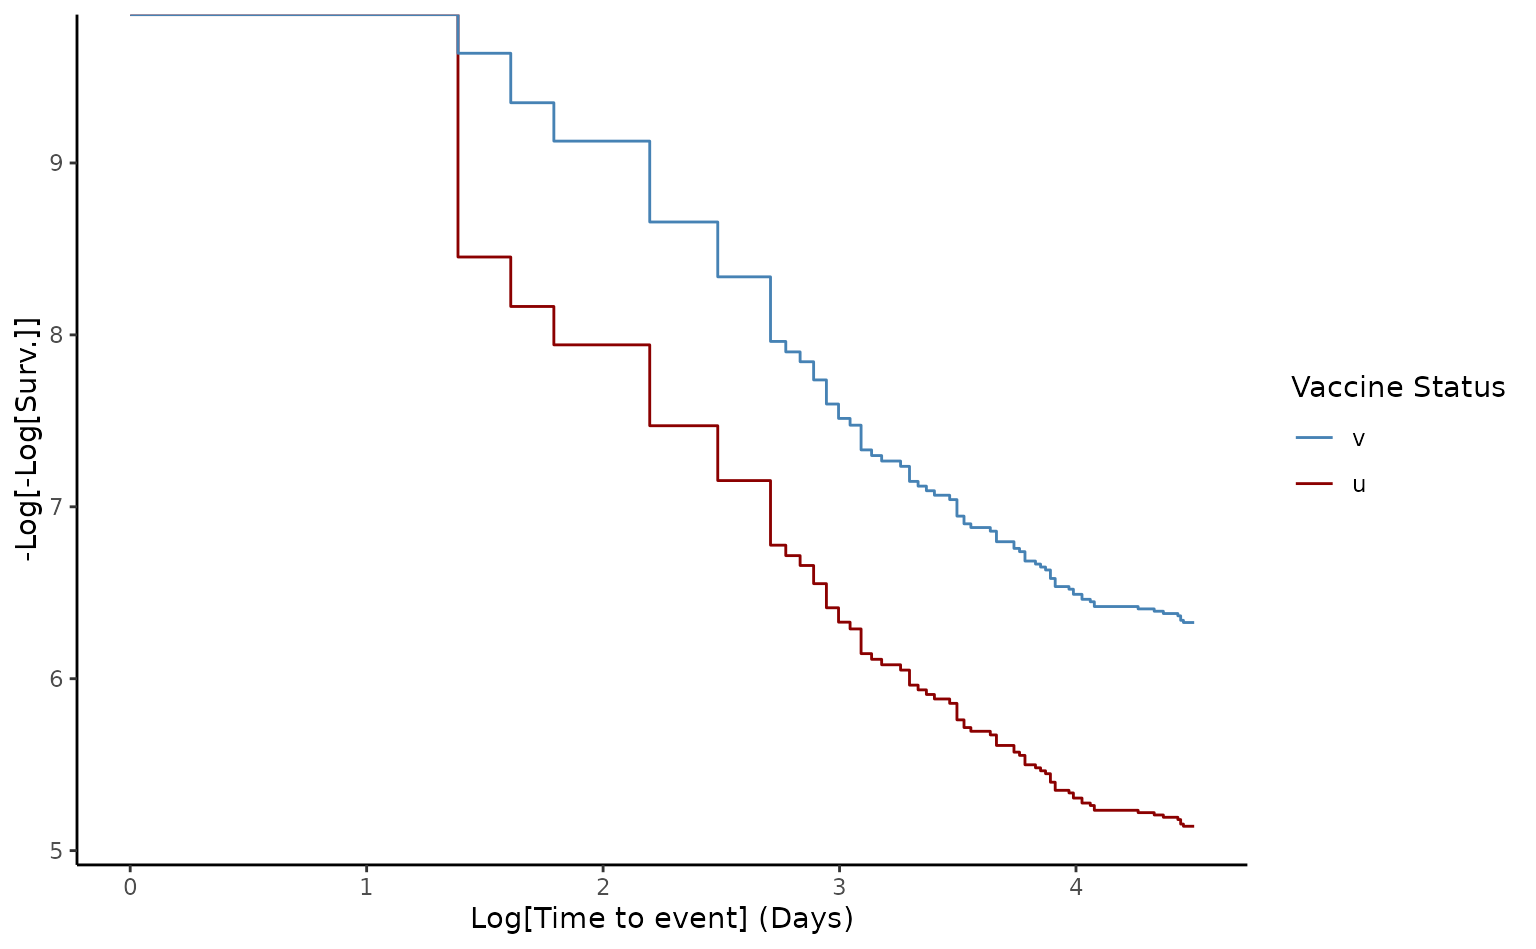 9
8
7
6
5
-Log[-Log[Surv.]]
0 1 2 3 4
Log[Time to event] (Days)
Vaccine Status
v
u